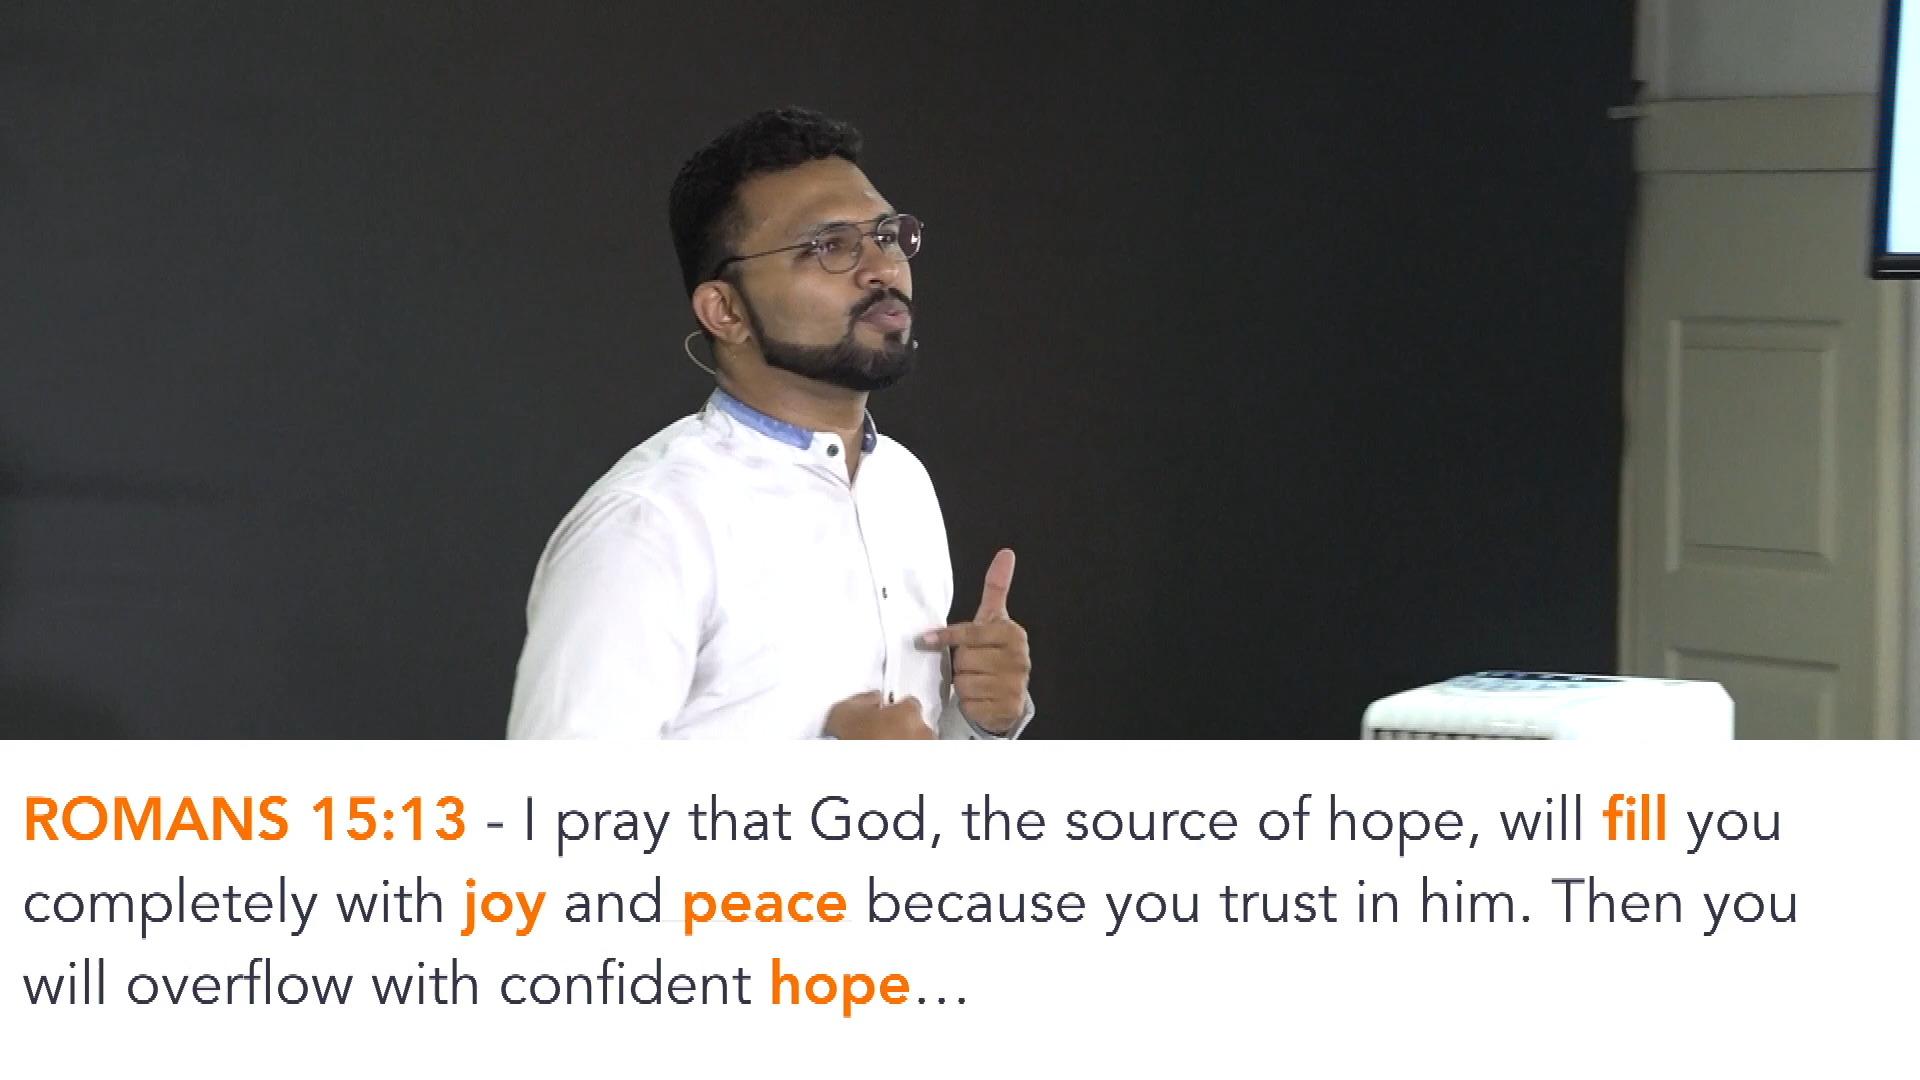 ROMANS 15:13 - I pray that God, the source of hope, will fill you
completely with joy and peace because you trust in him. Then you
will overflow with confident hope…